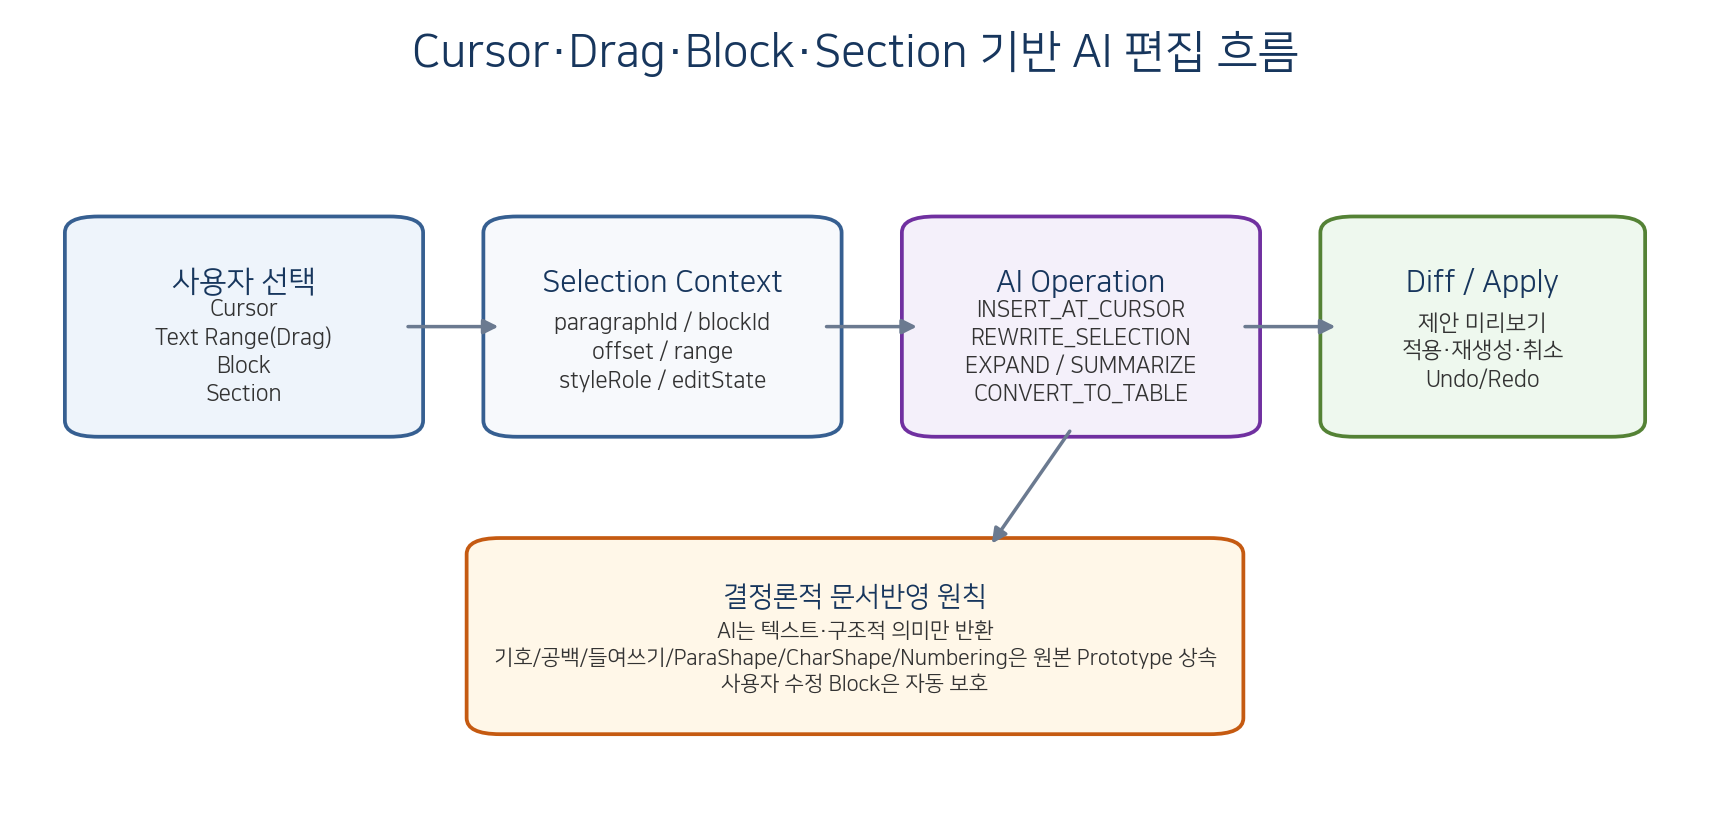 Cursor·Drag·Block·Section 기반 AI 편집 흐름
사용자 선택
Cursor
Text Range(Drag)
Block
Section
Selection Context
paragraphId / blockId
offset / range
styleRole / editState
AI Operation
INSERT_AT_CURSOR
REWRITE_SELECTION
EXPAND / SUMMARIZE
CONVERT_TO_TABLE
Diff / Apply
제안 미리보기
적용·재생성·취소
Undo/Redo
결정론적 문서반영 원칙
AI는 텍스트·구조적 의미만 반환
기호/공백/들여쓰기/ParaShape/CharShape/Numbering은 원본 Prototype 상속
사용자 수정 Block은 자동 보호